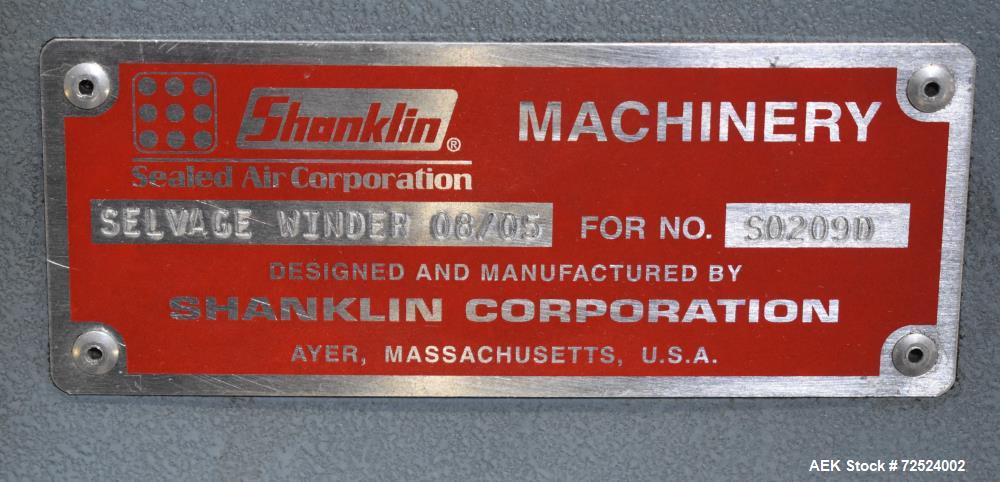 Shanklin® MACHINERY
Sealed Air Corporation
SELVAGE WINDER 08/05 FOR NO. S0209D
DESIGNED AND MANUFACTURED BY
SHANKLIN CORPORATION
AYER, MASSACHUSETTS, U.S.A.
AEK Stock # 72524002